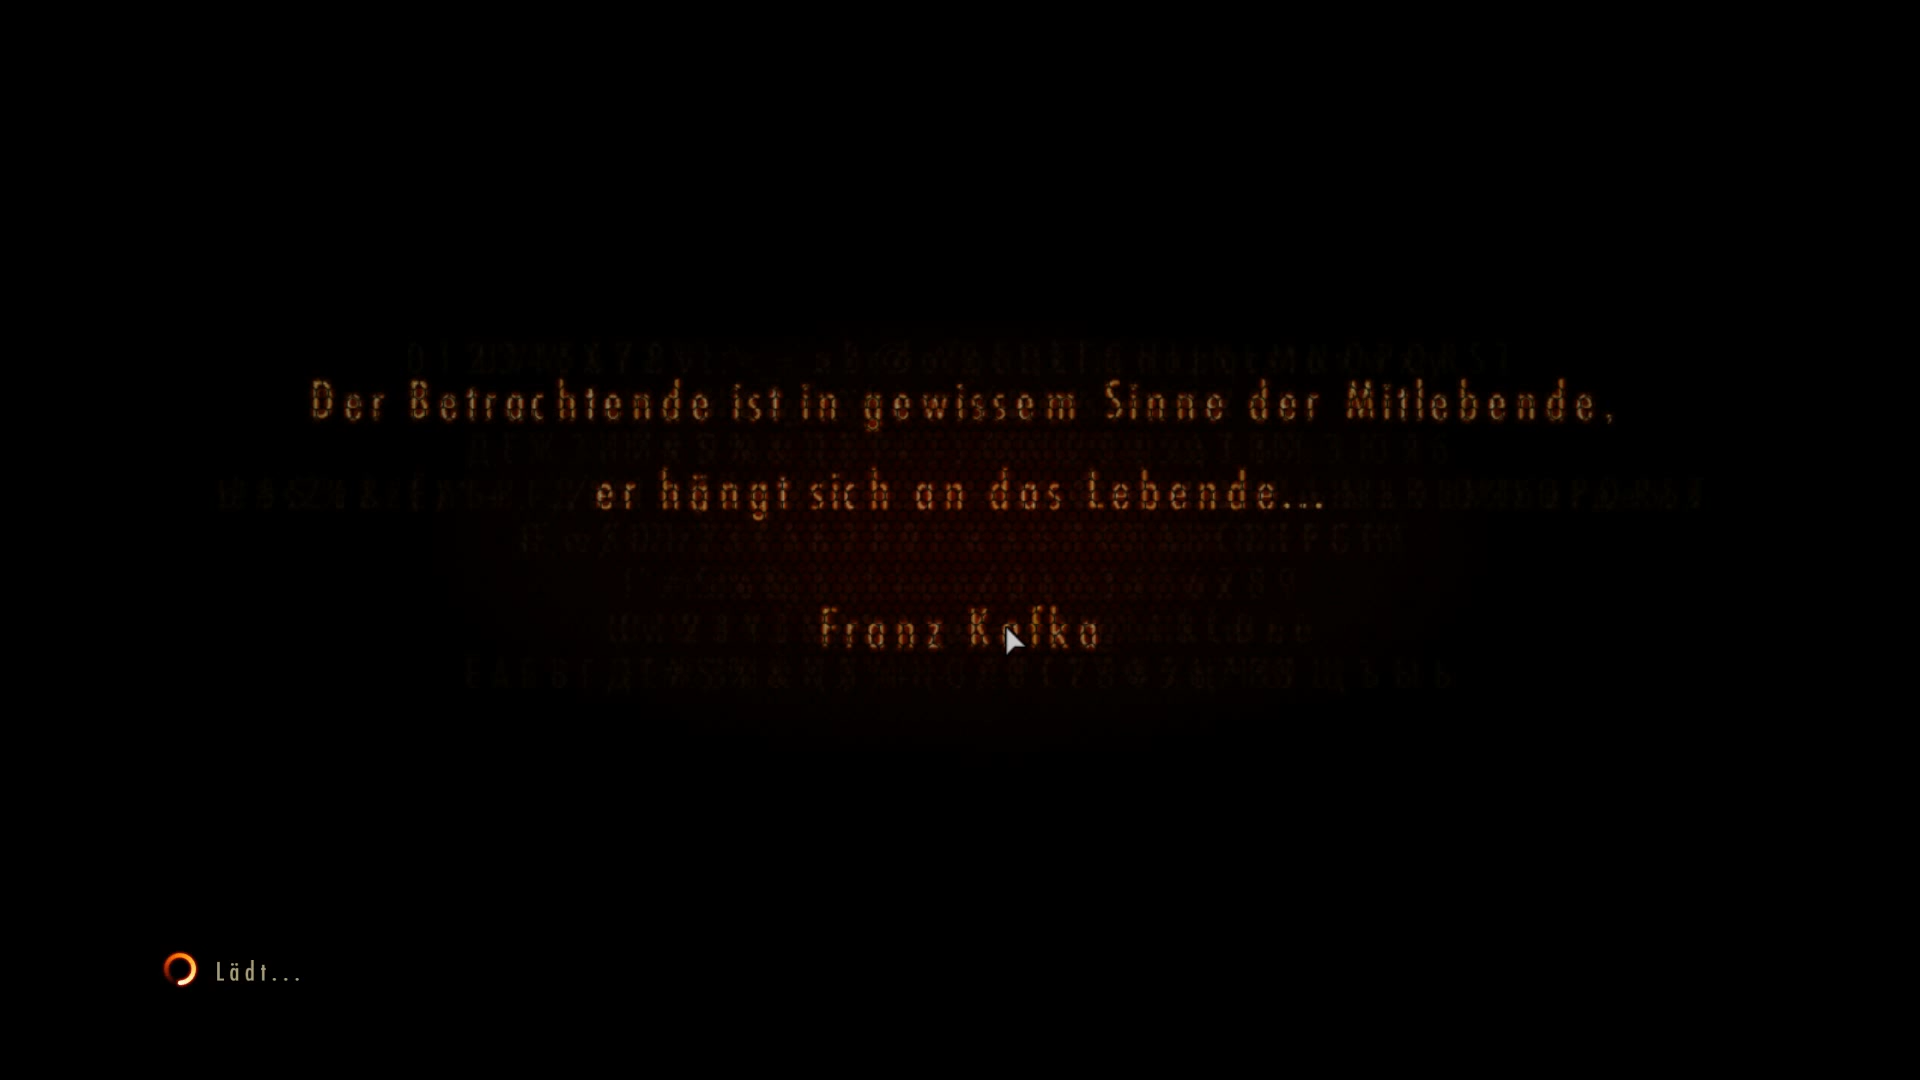 Der Betrachtende ist in gewissem Sinne der Mitlebende,
er hängt sich an das Lebende...
Franz Kafka
Lädt...